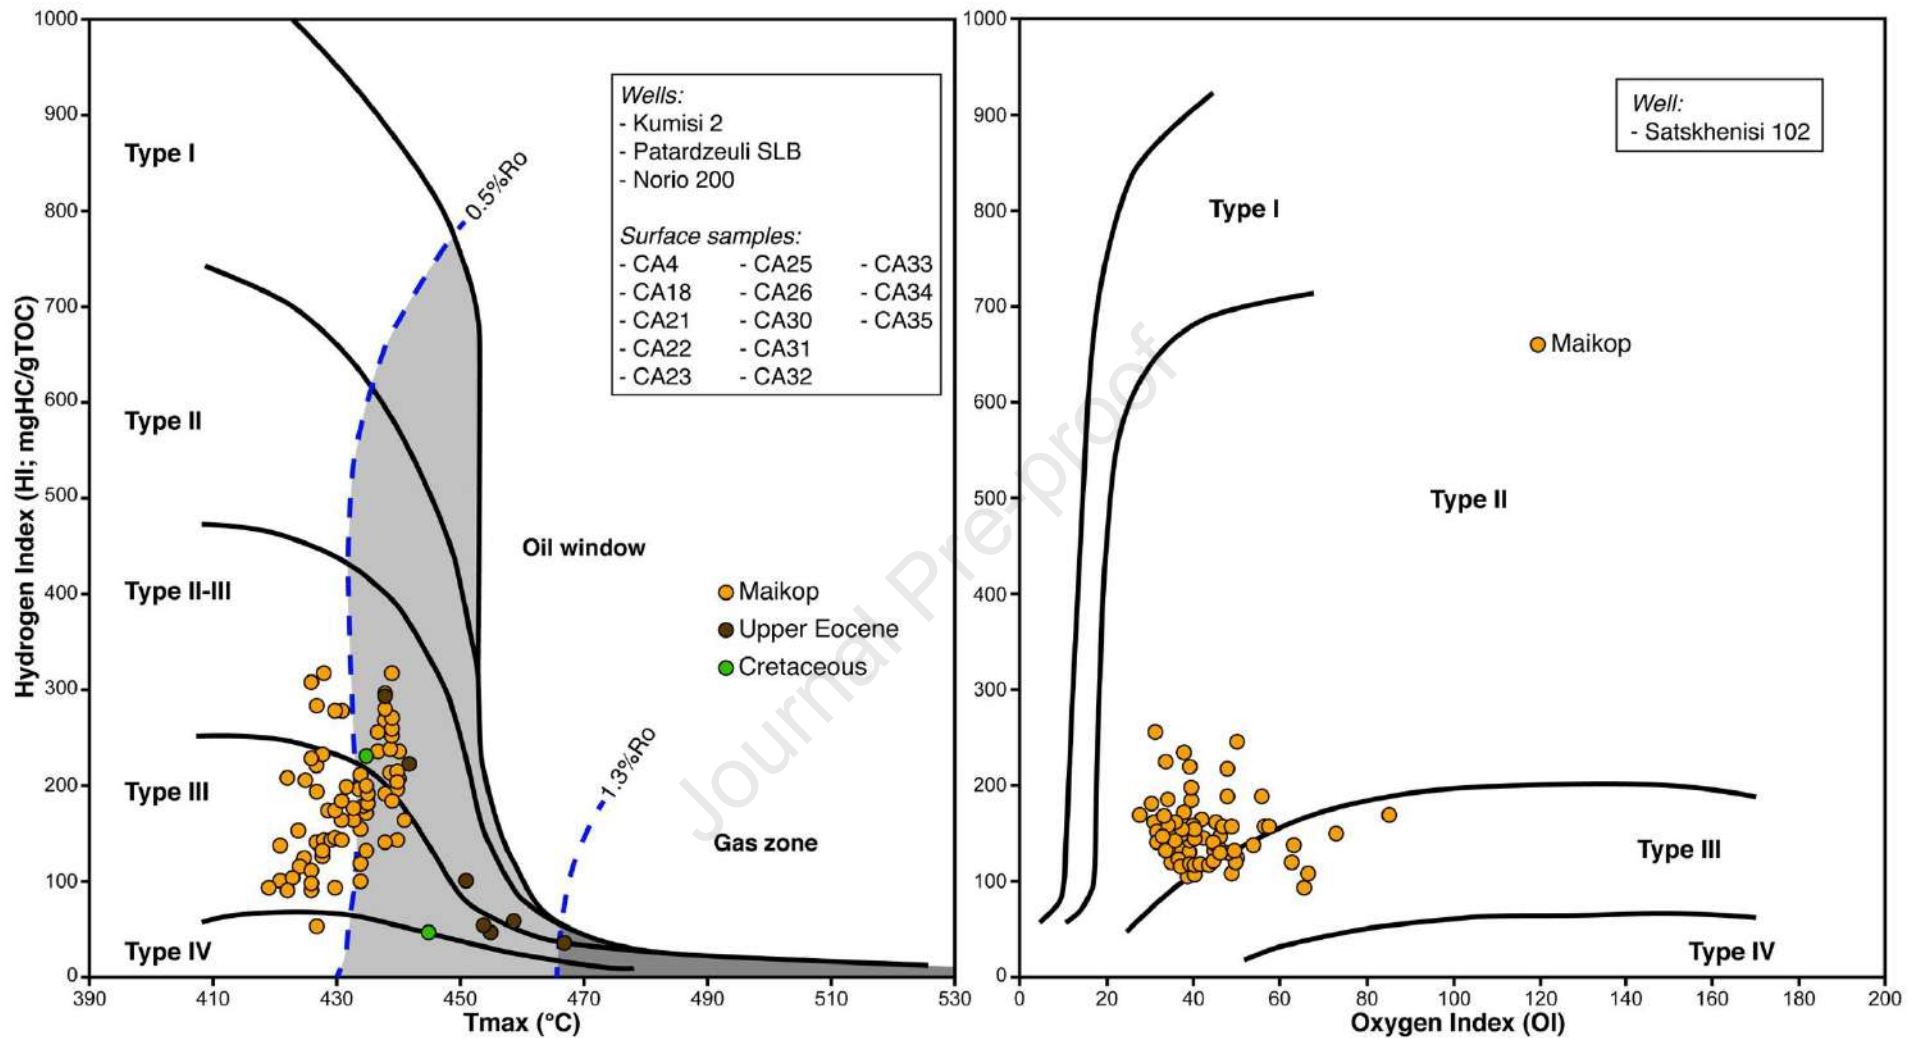 1000
900
800
700
600
500
400
300
200
100
0
Hydrogen Index (HI; mgHC/gTOC)
390
410
430
450
470
490
510
530
Tmax (°C)
Type I
Type II
Type II-III
Type III
Type IV
0.5%Ro
1.3%Ro
Oil window
Gas zone
Wells:
- Kumisi 2
- Patardzeuli SLB
- Norio 200
Surface samples:
- CA4 - CA25 - CA33
- CA18 - CA26 - CA34
- CA21 - CA30 - CA35
- CA22 - CA31
- CA23 - CA32
Maikop
Upper Eocene
Cretaceous
Journal Pre-proof
1000
900
800
700
600
500
400
300
200
100
0
0
20
40
60
80
100
120
140
160
180
200
Oxygen Index (OI)
Well:
- Satskhenisi 102
Type I
Maikop
Type II
Type III
Type IV